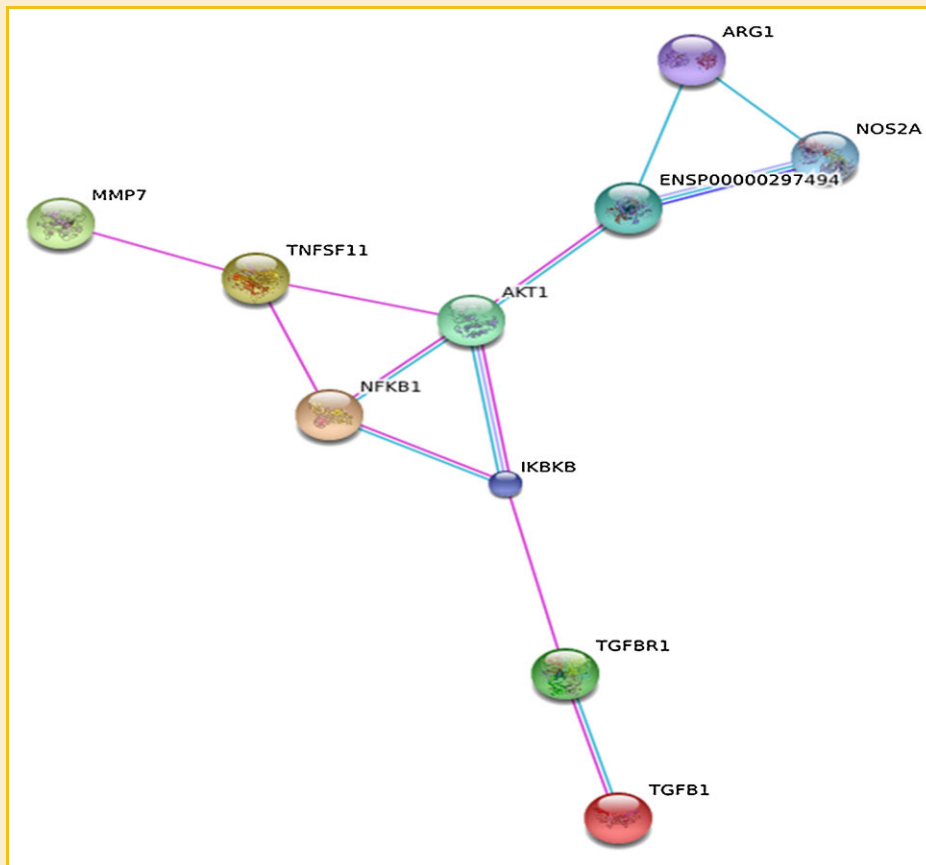 ARG1
NOS2A
ENSP00000297494
MMP7
TNFSF11
AKT1
NFKB1
IKBKB
TGFBR1
TGFB1